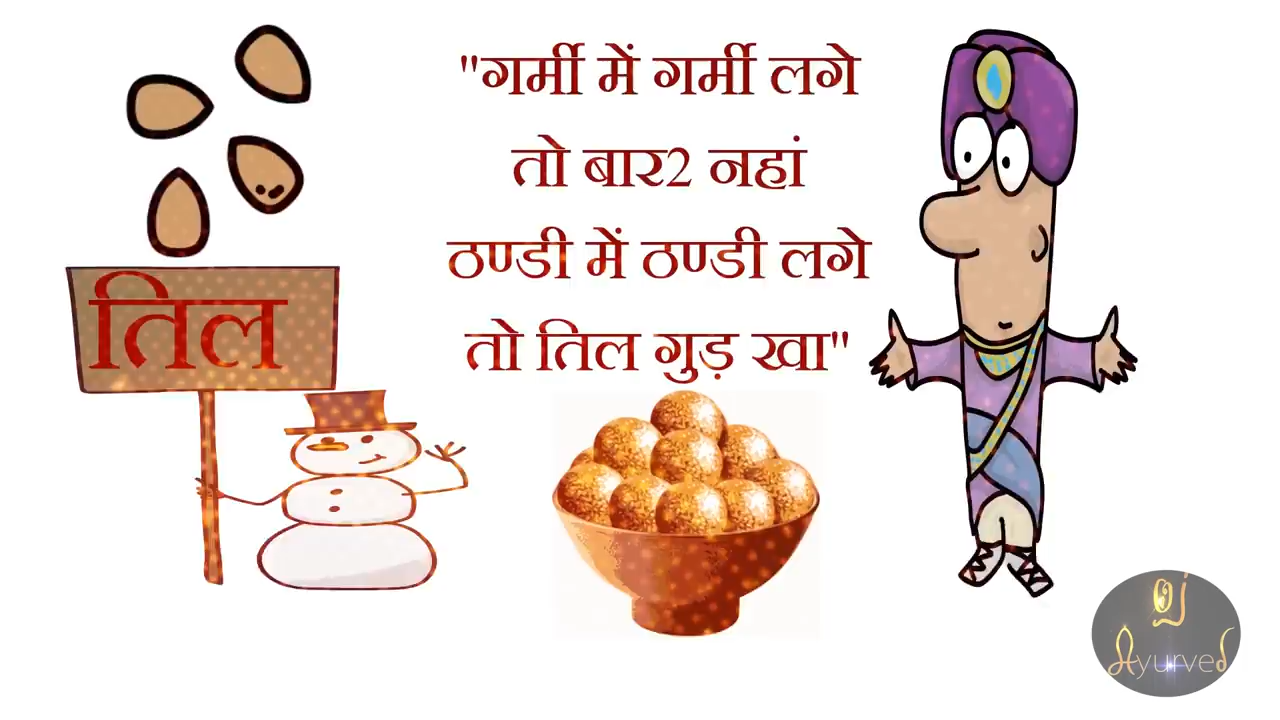 "गर्मी में गर्मी लगे
तो बार2 नहां
ठण्डी में ठण्डी लगे
तो तिल गुड़ खा"
तिल
OJ
Ayurved